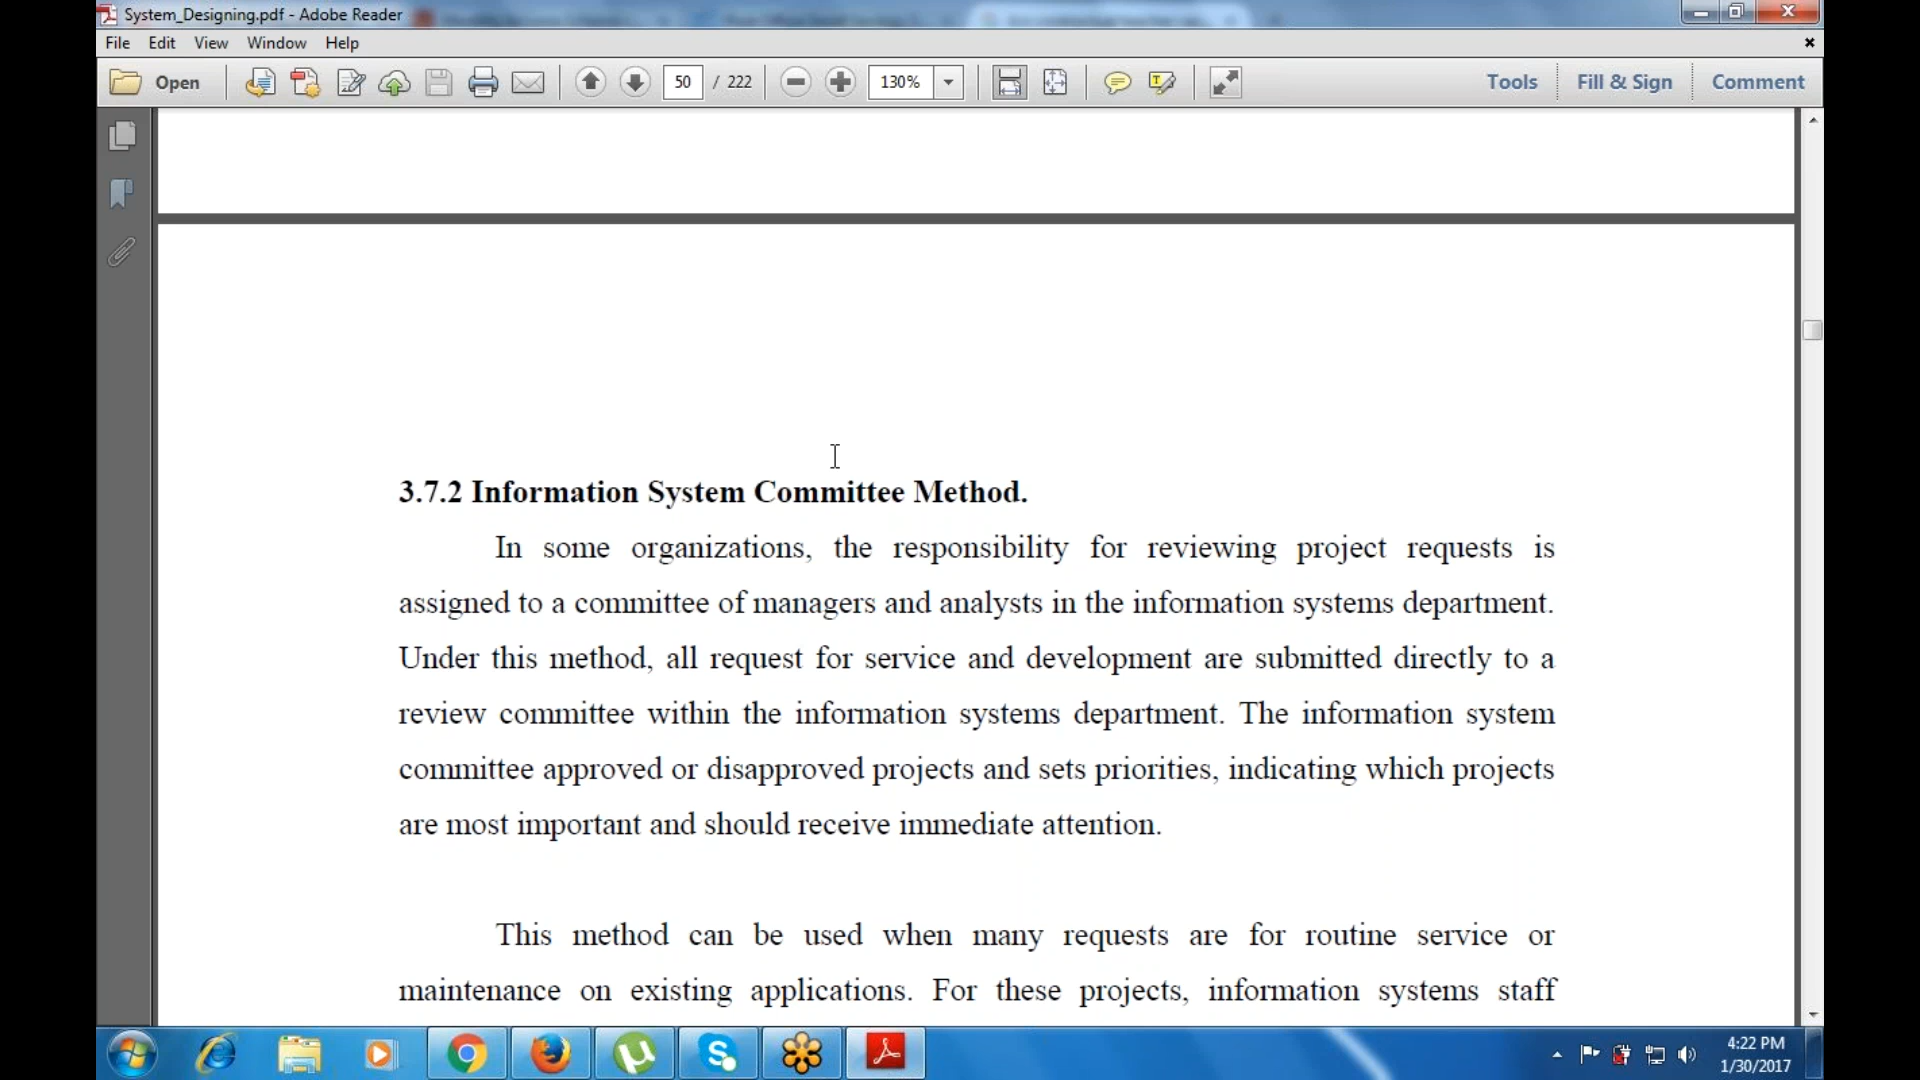 System_Designing.pdf - Adobe Reader
File Edit View Window Help
Open 50 / 222 130% Tools Fill & Sign Comment
3.7.2 Information System Committee Method.
In some organizations, the responsibility for reviewing project requests is
assigned to a committee of managers and analysts in the information systems department.
Under this method, all request for service and development are submitted directly to a
review committee within the information systems department. The information system
committee approved or disapproved projects and sets priorities, indicating which projects
are most important and should receive immediate attention.
This method can be used when many requests are for routine service or
maintenance on existing applications. For these projects, information systems staff
4:22 PM
1/30/2017